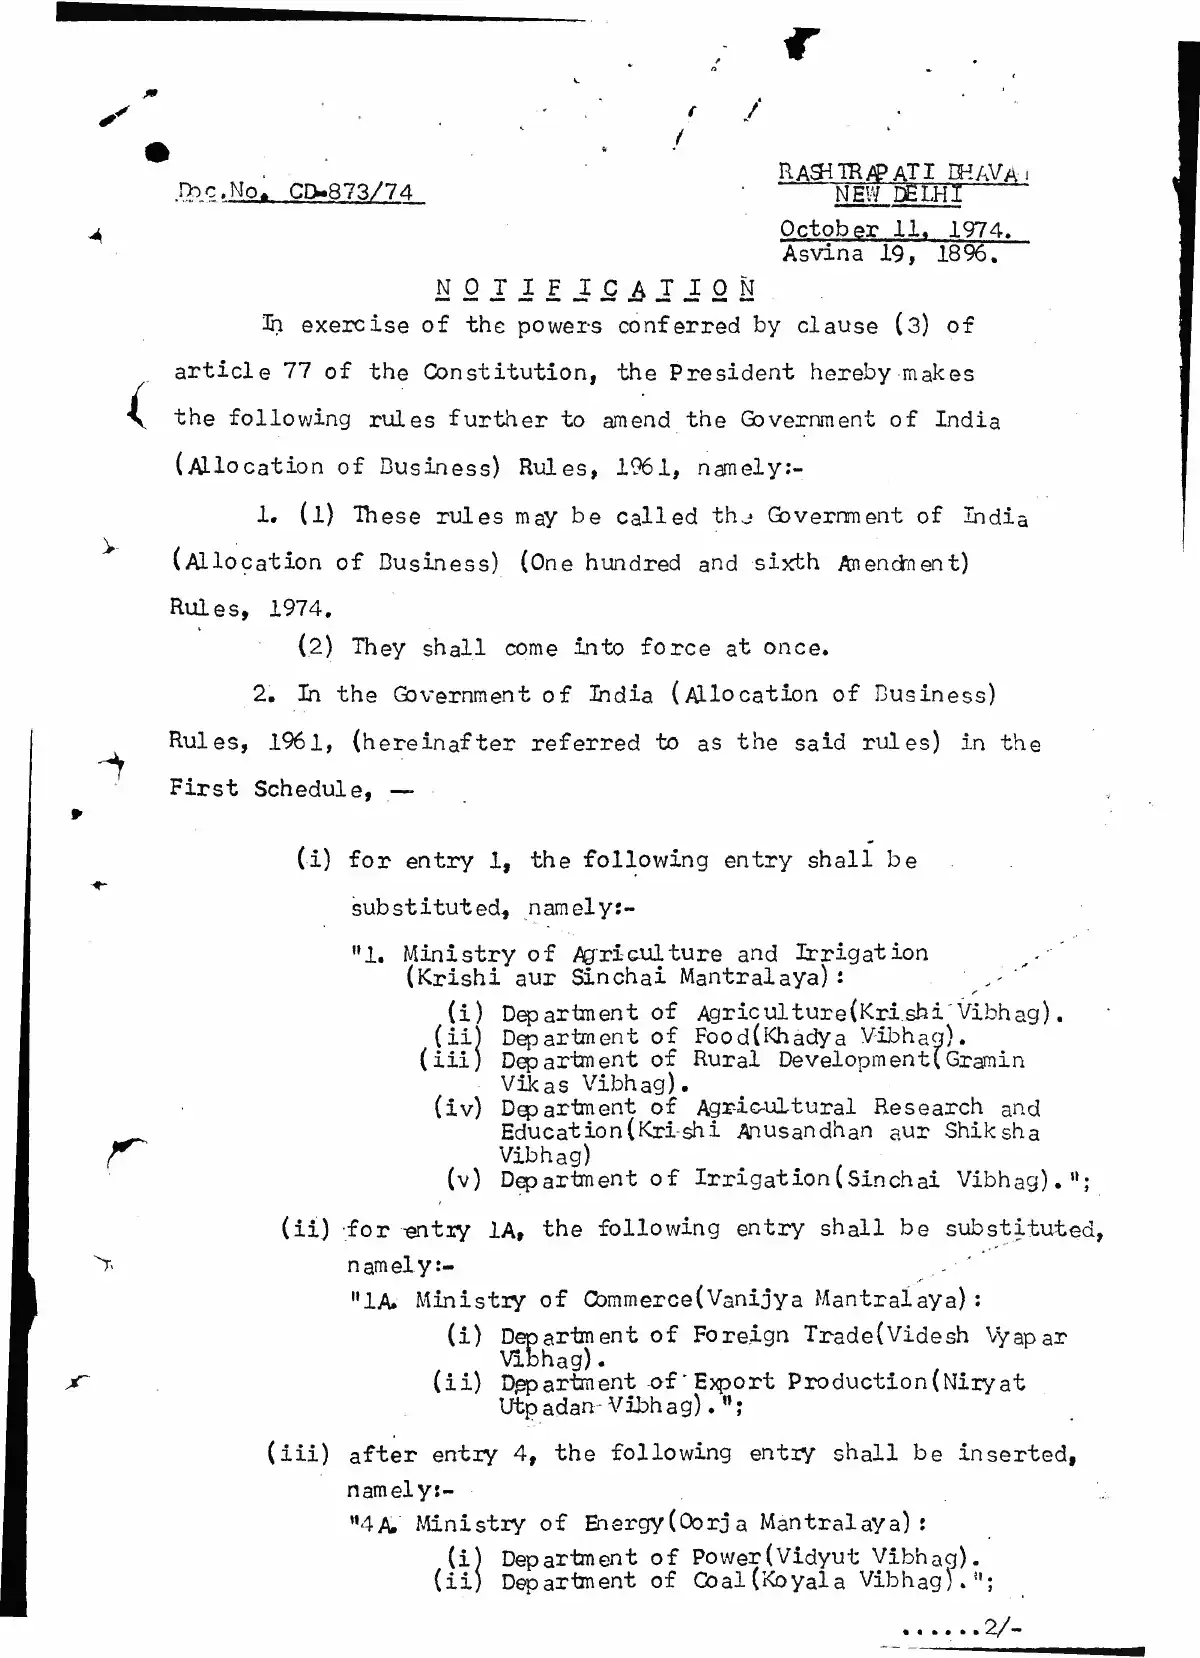 Doc.No. CD-873/74
RASHTRAPATI BHAVAN
NEW DELHI
October 11, 1974.
Asvina 19, 1896.
NOTIFICATION
In exercise of the powers conferred by clause (3) of
article 77 of the Constitution, the President hereby makes
the following rules further to amend the Government of India
(Allocation of Business) Rules, 1961, namely:-
1. (1) These rules may be called the Government of India
(Allocation of Business) (One hundred and sixth Amendment)
Rules, 1974.
(2) They shall come into force at once.
2. In the Government of India (Allocation of Business)
Rules, 1961, (hereinafter referred to as the said rules) in the
First Schedule, —
(i) for entry 1, the following entry shall be
substituted, namely:-
"1. Ministry of Agriculture and Irrigation
(Krishi aur Sinchai Mantralaya):
(i) Department of Agriculture(Krishi Vibhag).
(ii) Department of Food(Khadya Vibhag).
(iii) Department of Rural Development(Gramin
Vikas Vibhag).
(iv) Department of Agricultural Research and
Education(Krishi Anusandhan aur Shiksha
Vibhag)
(v) Department of Irrigation(Sinchai Vibhag).";
(ii) for entry 1A, the following entry shall be substituted,
namely:-
"1A. Ministry of Commerce(Vanijya Mantralaya):
(i) Department of Foreign Trade(Videsh Vyapar
Vibhag).
(ii) Department of Export Production(Niryat
Utpadan Vibhag).";
(iii) after entry 4, the following entry shall be inserted,
namely:-
"4A. Ministry of Energy(Oorja Mantralaya):
(i) Department of Power(Vidyut Vibhag).
(ii) Department of Coal(Koyala Vibhag).";
......2/-